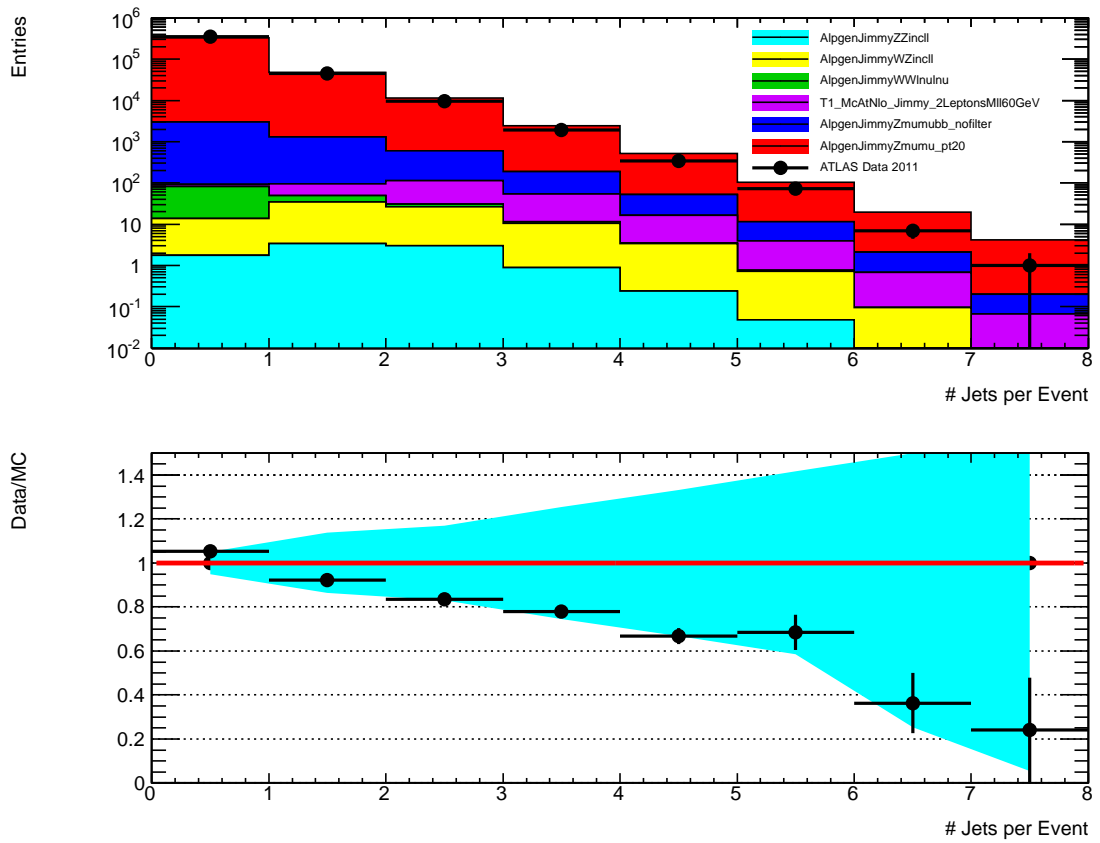 Entries
10^6
10^5
10^4
10^3
10^2
10
1
10^-1
10^-2
0 1 2 3 4 5 6 7 8
# Jets per Event
AlpgenJimmyZZincll
AlpgenJimmyWZincll
AlpgenJimmyWWlnulnu
T1_McAtNlo_Jimmy_2LeptonsMll60GeV
AlpgenJimmyZmumubb_nofilter
AlpgenJimmyZmumu_pt20
ATLAS Data 2011
Data/MC
1.4
1.2
1
0.8
0.6
0.4
0.2
0
0 1 2 3 4 5 6 7 8
# Jets per Event